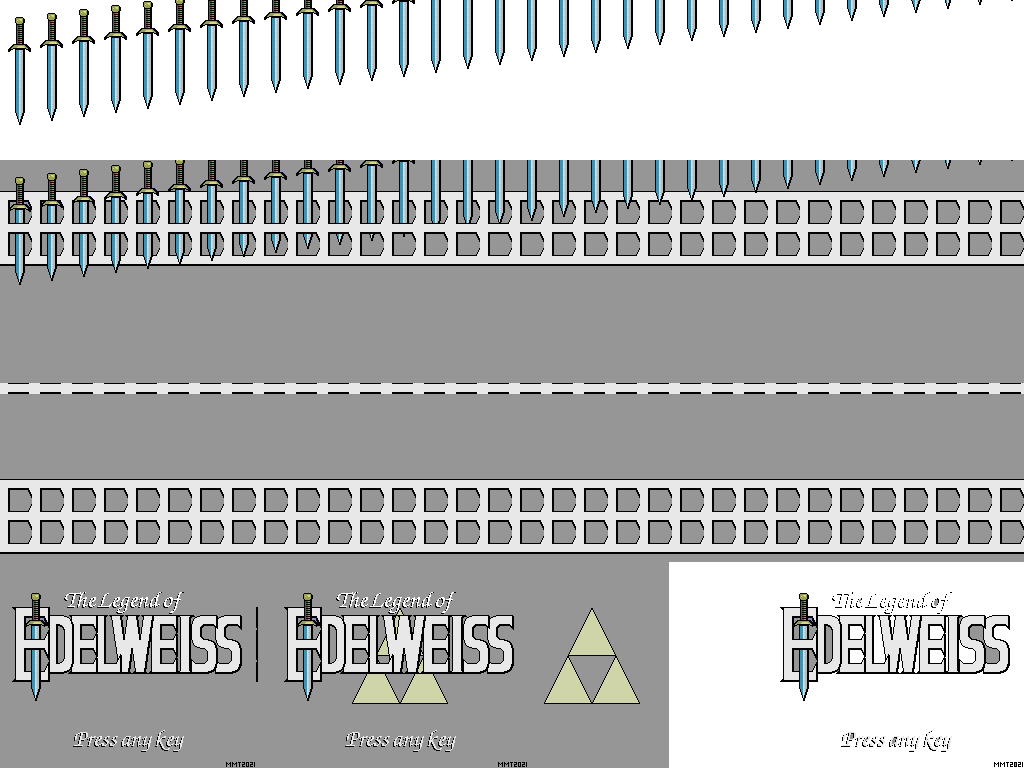 The Legend of
EDELWEISS
Press any key
MMT2021
The Legend of
EDELWEISS
Press any key
MMT2021
The Legend of
EDELWEISS
Press any key
MMT2021